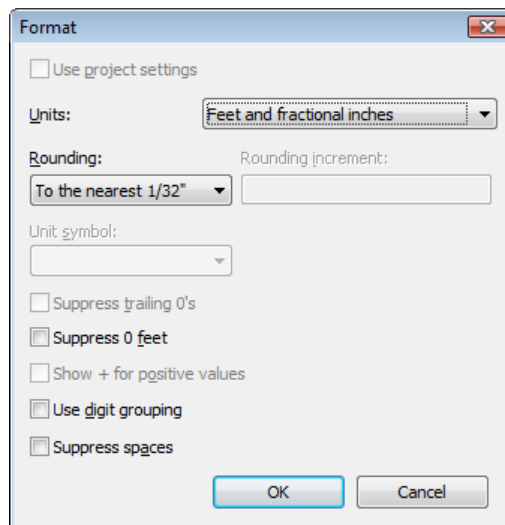 Format
Use project settings
Units: Feet and fractional inches
Rounding: Rounding increment:
To the nearest 1/32"
Unit symbol:
Suppress trailing 0's
Suppress 0 feet
Show + for positive values
Use digit grouping
Suppress spaces
OK Cancel